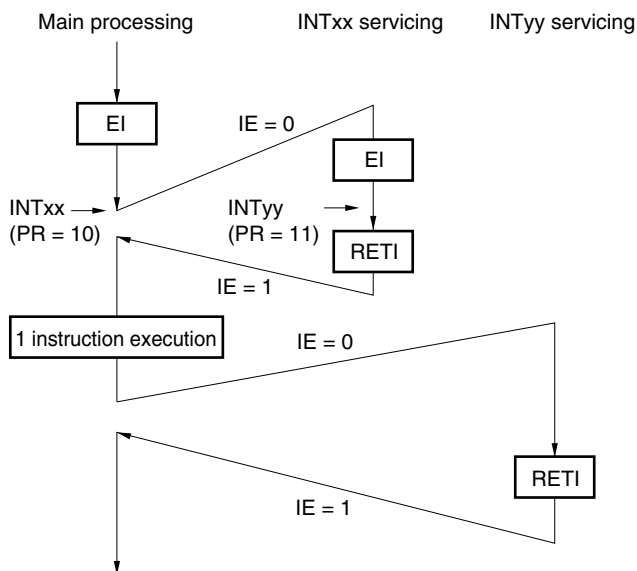 Main processing
INTxx servicing
INTyy servicing
EI
IE = 0
EI
INTxx
(PR = 10)
INTyy
(PR = 11)
RETI
IE = 1
1 instruction execution
IE = 0
RETI
IE = 1